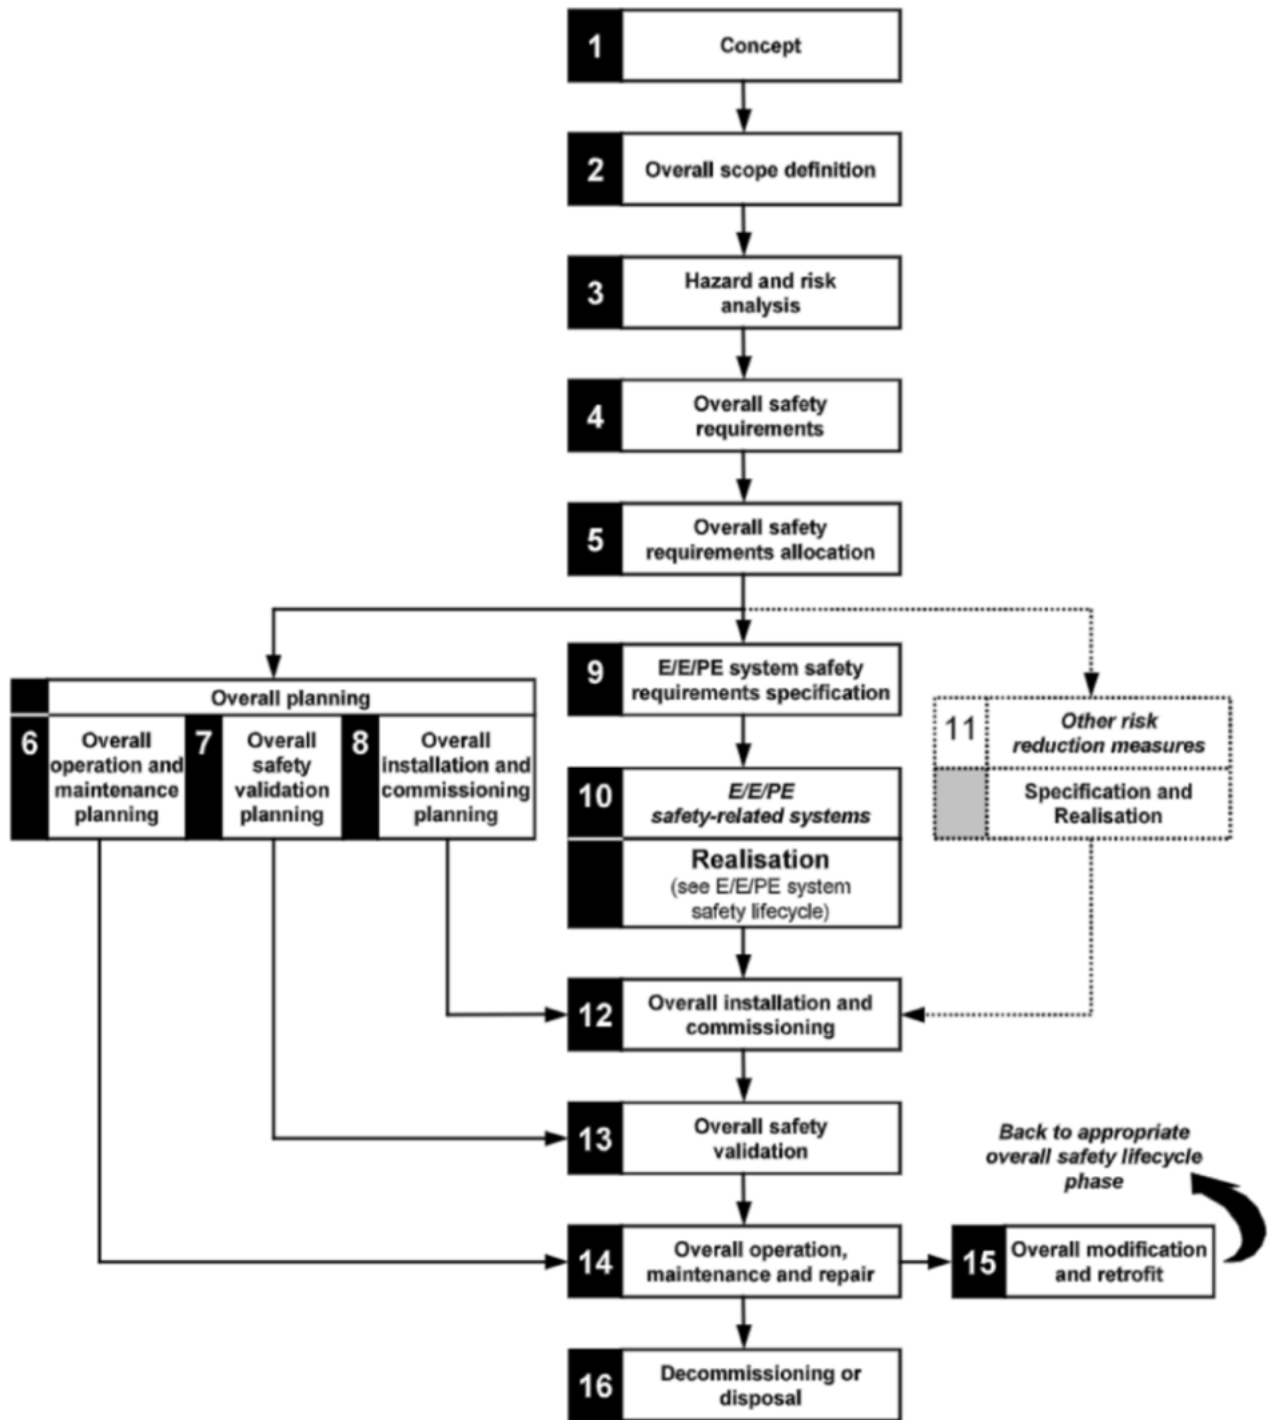 1
Concept
2
Overall scope definition
3
Hazard and risk
analysis
4
Overall safety
requirements
5
Overall safety
requirements allocation
Overall planning
6
Overall
operation and
maintenance
planning
7
Overall
safety
validation
planning
8
Overall
installation and
commissioning
planning
9
E/E/PE system safety
requirements specification
10
E/E/PE
safety-related systems
Realisation
(see E/E/PE system
safety lifecycle)
11
Other risk
reduction measures
Specification and
Realisation
12
Overall installation and
commissioning
13
Overall safety
validation
14
Overall operation,
maintenance and repair
15
Overall modification
and retrofit
Back to appropriate
overall safety lifecycle
phase
16
Decommissioning or
disposal